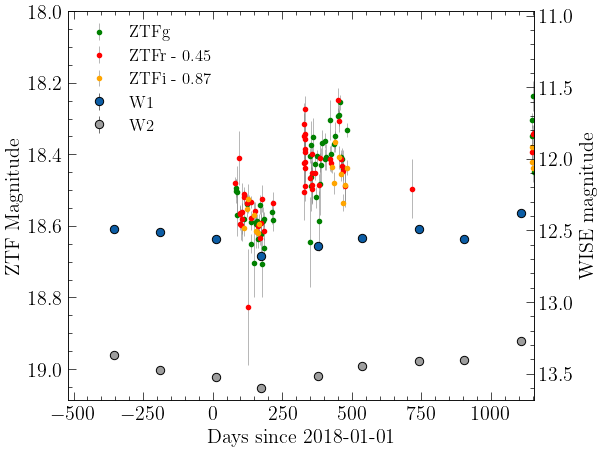 18.0
18.2
18.4
18.6
18.8
19.0
ZTF Magnitude
ZTFg
ZTFr - 0.45
ZTFi - 0.87
W1
W2
11.0
11.5
12.0
12.5
13.0
13.5
WISE magnitude
−500 −250 0 250 500 750 1000
Days since 2018-01-01